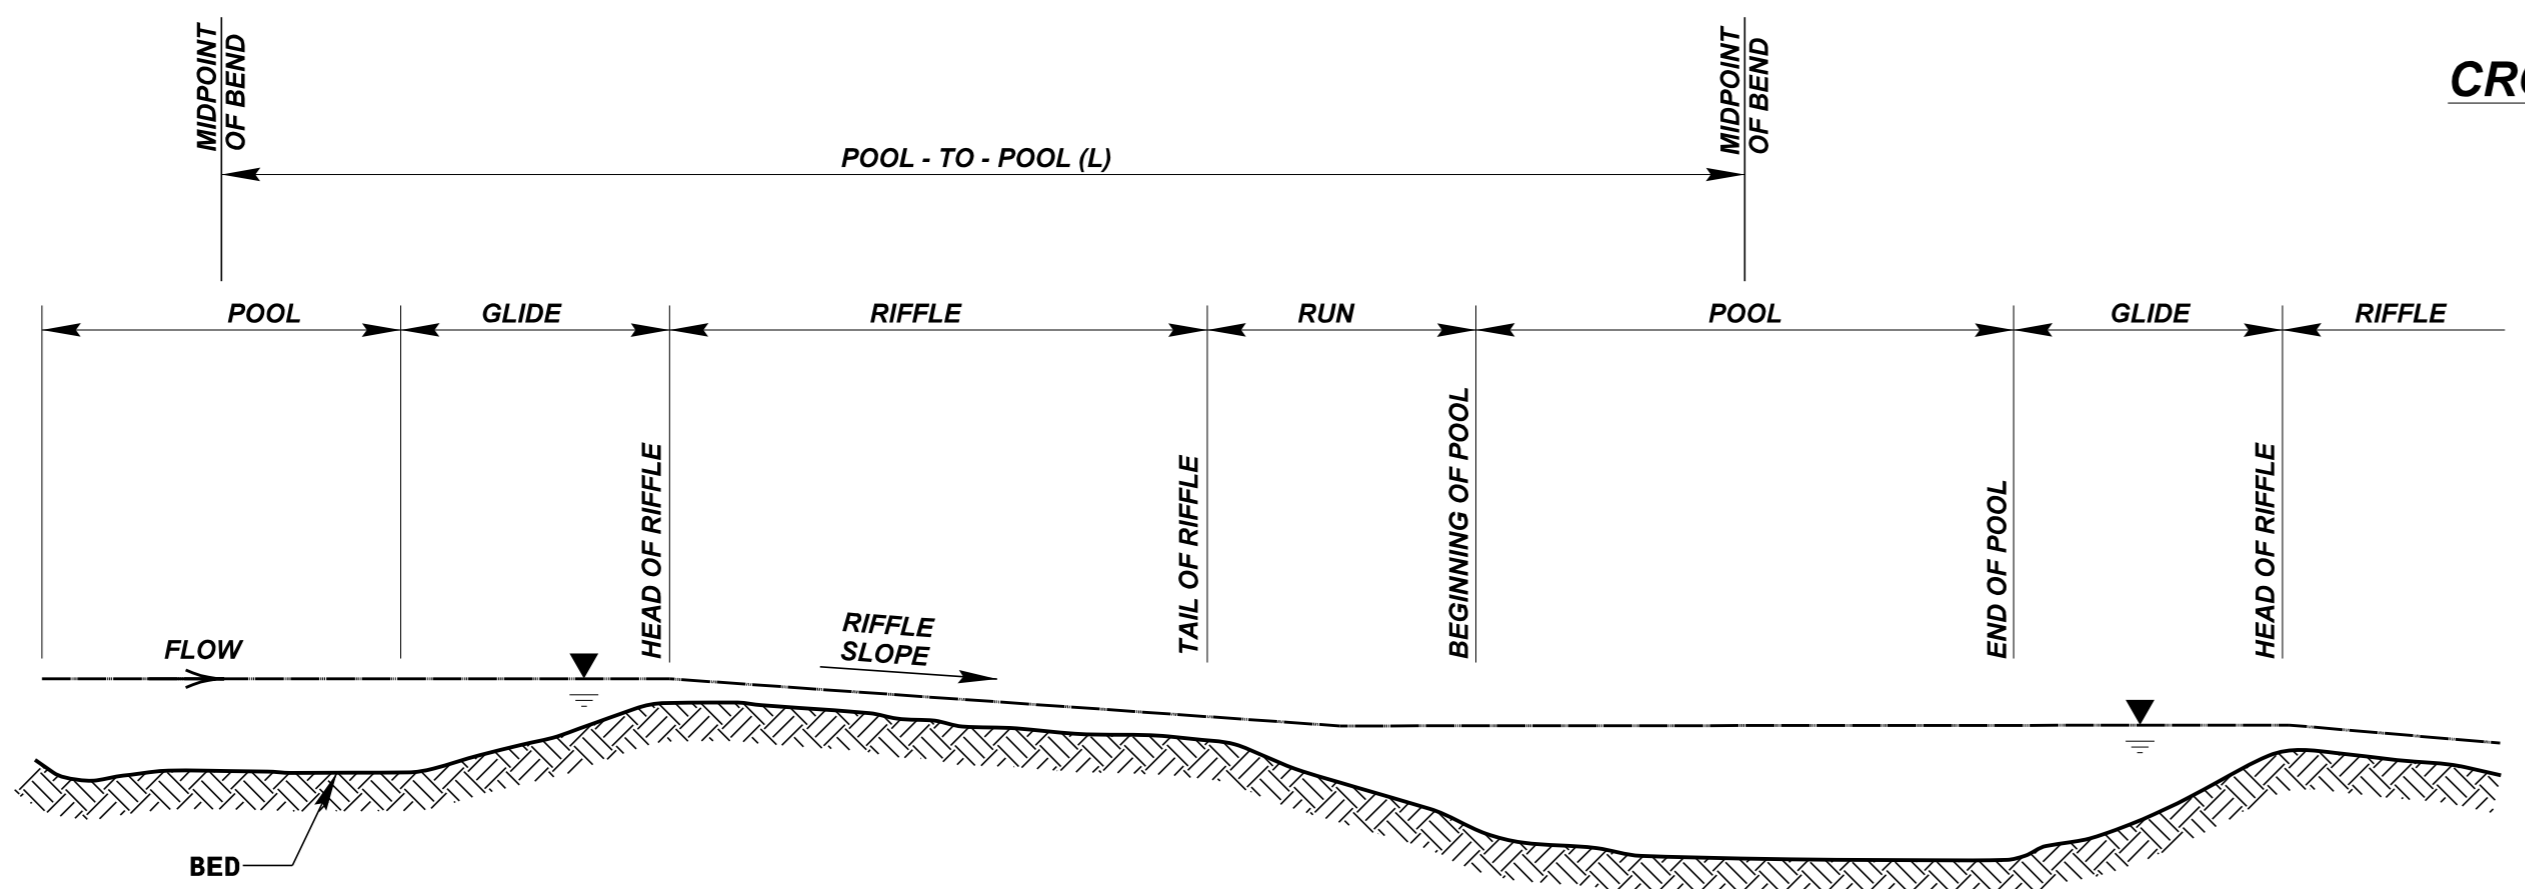 MIDPOINT
OF BEND
MIDPOINT
OF BEND
POOL - TO - POOL (L)
POOL
GLIDE
RIFFLE
RUN
POOL
GLIDE
RIFFLE
HEAD OF RIFFLE
TAIL OF RIFFLE
BEGINNING OF POOL
END OF POOL
HEAD OF RIFFLE
FLOW
RIFFLE
SLOPE
BED